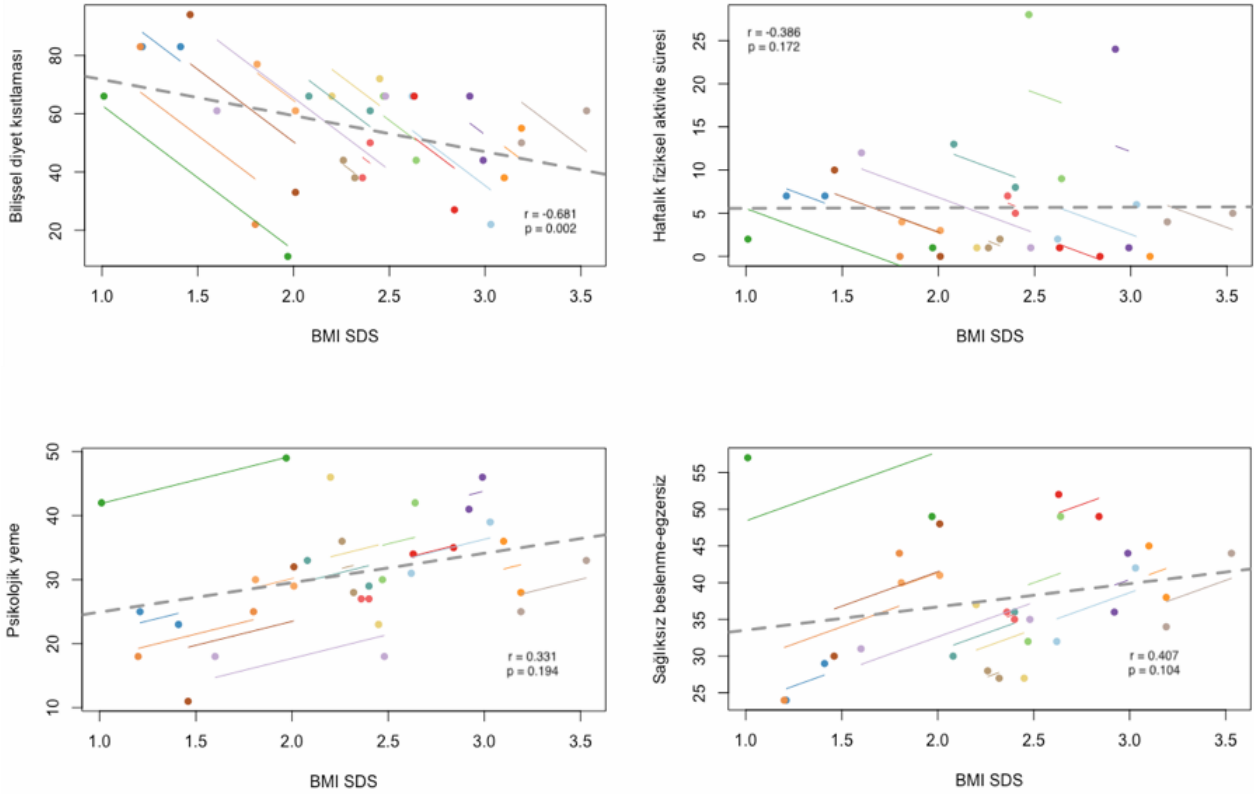 Bilişsel diyet kısıtlaması
80
60
40
20
r = -0.681
p = 0.002
1.0 1.5 2.0 2.5 3.0 3.5
BMI SDS
Haftalık fiziksel aktivite süresi
25
20
15
10
5
0
r = -0.386
p = 0.172
1.0 1.5 2.0 2.5 3.0 3.5
BMI SDS
Psikolojik yeme
50
40
30
20
10
r = 0.331
p = 0.194
1.0 1.5 2.0 2.5 3.0 3.5
BMI SDS
Sağlıksız beslenme-egzersiz
55
50
45
40
35
30
25
r = 0.407
p = 0.104
1.0 1.5 2.0 2.5 3.0 3.5
BMI SDS